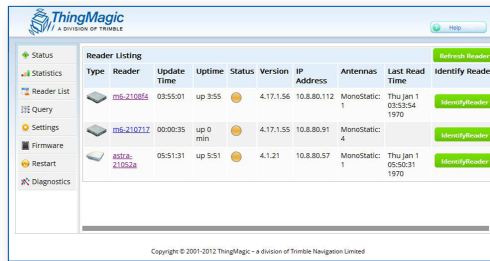 ThingMagic
A DIVISION OF TRIMBLE
Help
Status
Statistics
Reader List
Query
Settings
Firmware
Restart
Diagnostics
Reader Listing
Refresh Reader
Type Reader Update Time Uptime Status Version IP Address Antennas Last Read Time Identify Reade
m6-2108f4 03:55:01 up 3:55 4.17.1.56 10.8.80.112 MonoStatic: 1 Thu Jan 1 03:53:54 1970 IdentifyReader
m6-210717 00:00:35 up 0 min 4.17.1.55 10.8.80.91 MonoStatic: 4 IdentifyReader
astra-21052a 05:51:31 up 5:51 4.1.21 10.8.80.57 MonoStatic: 1 Thu Jan 1 05:50:31 1970 IdentifyReader
Copyright © 2001-2012 ThingMagic – a division of Trimble Navigation Limited